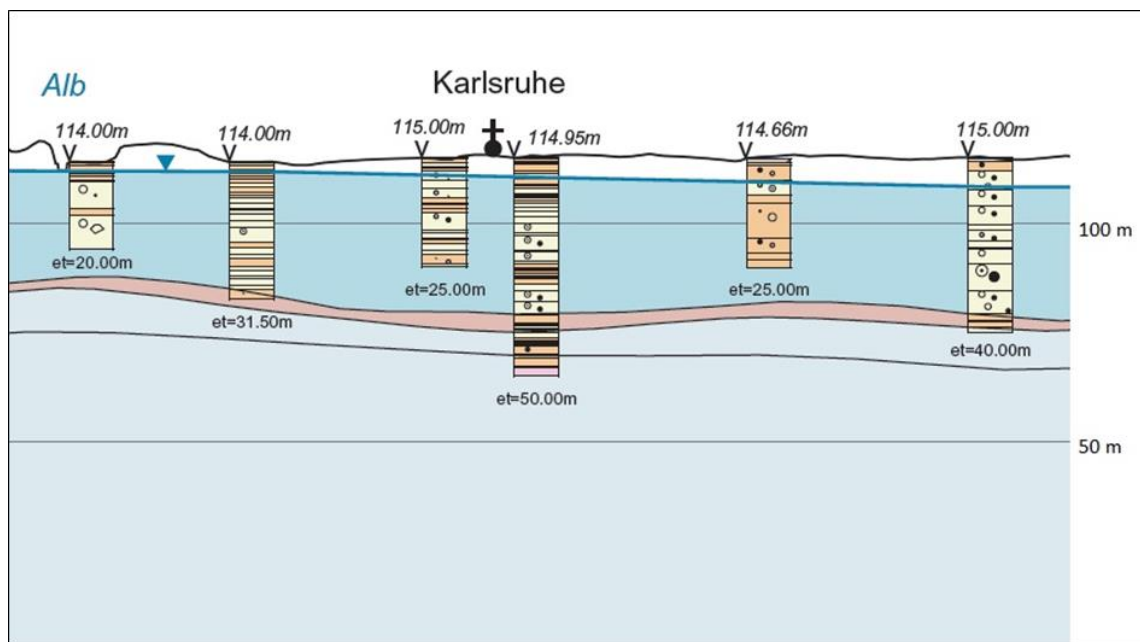 Alb
Karlsruhe
114.00m
114.00m
115.00m
114.95m
114.66m
115.00m
100 m
et=20.00m
et=31.50m
et=25.00m
et=25.00m
et=40.00m
et=50.00m
50 m